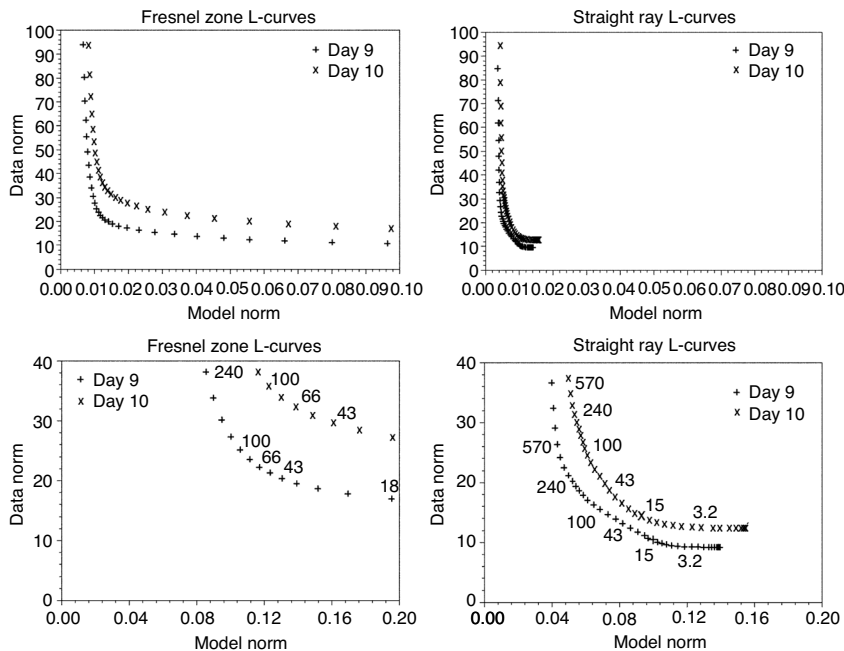 Fresnel zone L-curves
100
90
80
70
60
50
40
30
20
10
0
Data norm
+ Day 9
x Day 10
0.00 0.01 0.02 0.03 0.04 0.05 0.06 0.07 0.08 0.09 0.10
Model norm
Straight ray L-curves
100
90
80
70
60
50
40
30
20
10
0
Data norm
+ Day 9
x Day 10
0.00 0.01 0.02 0.03 0.04 0.05 0.06 0.07 0.08 0.09 0.10
Model norm
Fresnel zone L-curves
40
30
20
10
0
Data norm
+ Day 9
x Day 10
240
100
66
43
100
66
43
18
0.00 0.04 0.08 0.12 0.16 0.20
Model norm
Straight ray L-curves
40
30
20
10
0
Data norm
+ Day 9
x Day 10
570
240
100
43
15
3.2
570
240
100
43
15
3.2
0.00 0.04 0.08 0.12 0.16 0.20
Model norm